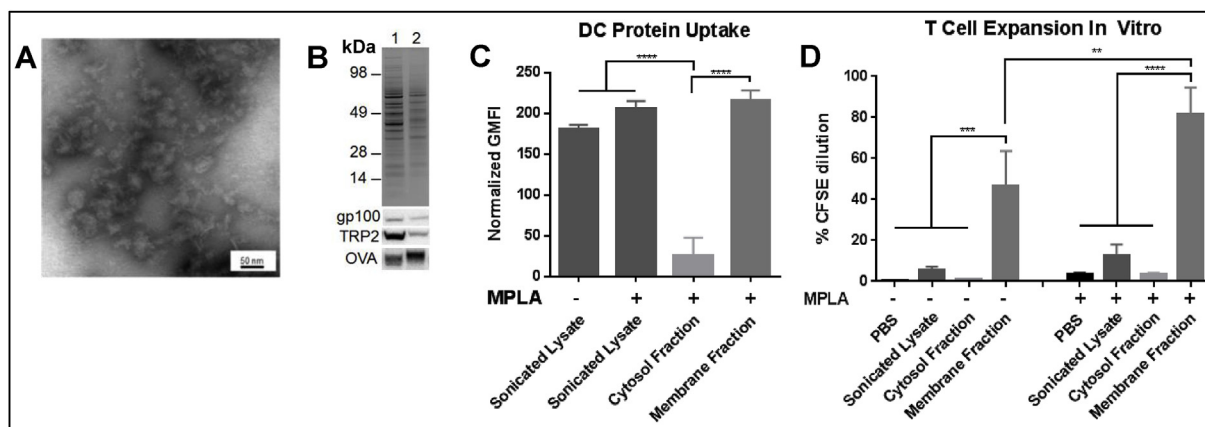 A
50 nm
B
kDa
1 2
98
49
28
14
gp100
TRP2
OVA
C
DC Protein Uptake
Normalized GMFI
250
200
150
100
50
0
****
****
MPLA
- + + +
Sonicated Lysate
Sonicated Lysate
Cytosol Fraction
Membrane Fraction
D
T Cell Expansion In Vitro
% CFSE dilution
100
80
60
40
20
0
**
****
***
MPLA
- - - - + + + +
PBS
Sonicated Lysate
Cytosol Fraction
Membrane Fraction
PBS
Sonicated Lysate
Cytosol Fraction
Membrane Fraction